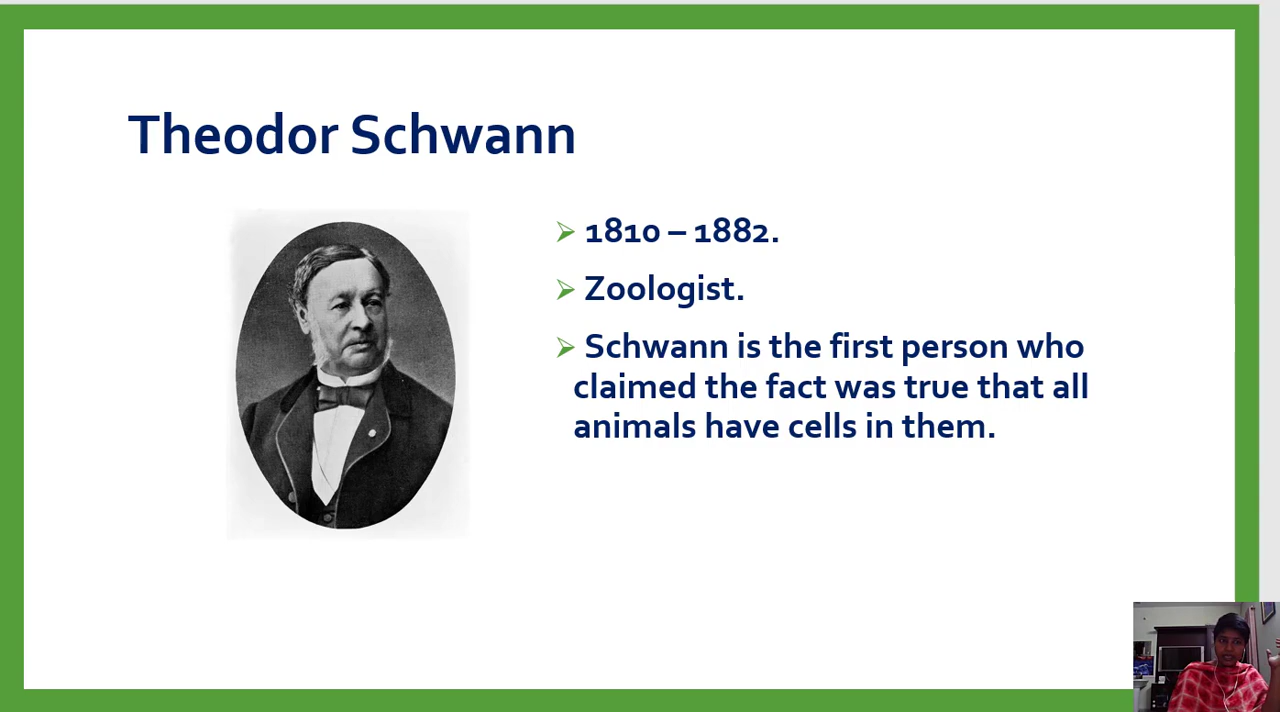 Theodor Schwann
➢ 1810 – 1882.
➢ Zoologist.
➢ Schwann is the first person who
claimed the fact was true that all
animals have cells in them.